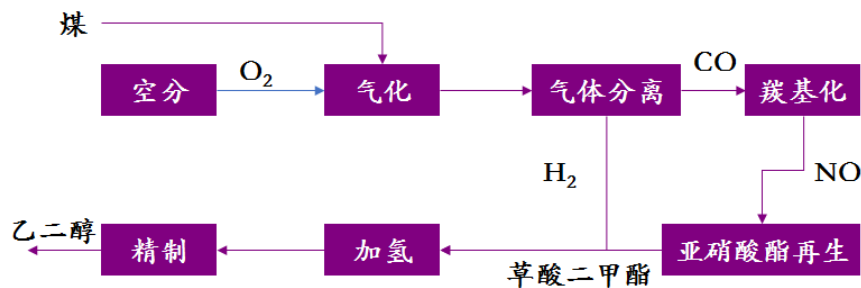 煤
空分
O₂
气化
气体分离
CO
羰基化
H₂
NO
乙二醇
精制
加氢
草酸二甲酯
亚硝酸酯再生